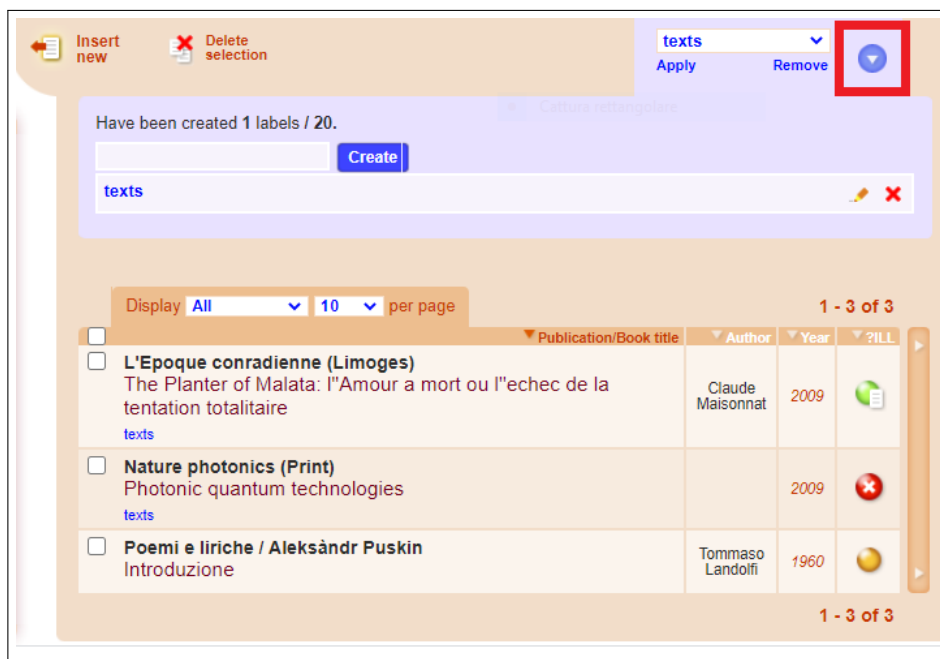 Insert new
Delete selection
texts
Apply Remove
Cattura rettangolare
Have been created 1 labels / 20.
Create
texts
Display All 10 per page
1 - 3 of 3
Publication/Book title Author Year ?ILL
L'Epoque conradienne (Limoges)
The Planter of Malata: l''Amour a mort ou l''echec de la
tentation totalitaire
texts
Claude
Maisonnat
2009
Nature photonics (Print)
Photonic quantum technologies
texts
2009
Poemi e liriche / Aleksàndr Puskin
Introduzione
Tommaso
Landolfi
1960
1 - 3 of 3